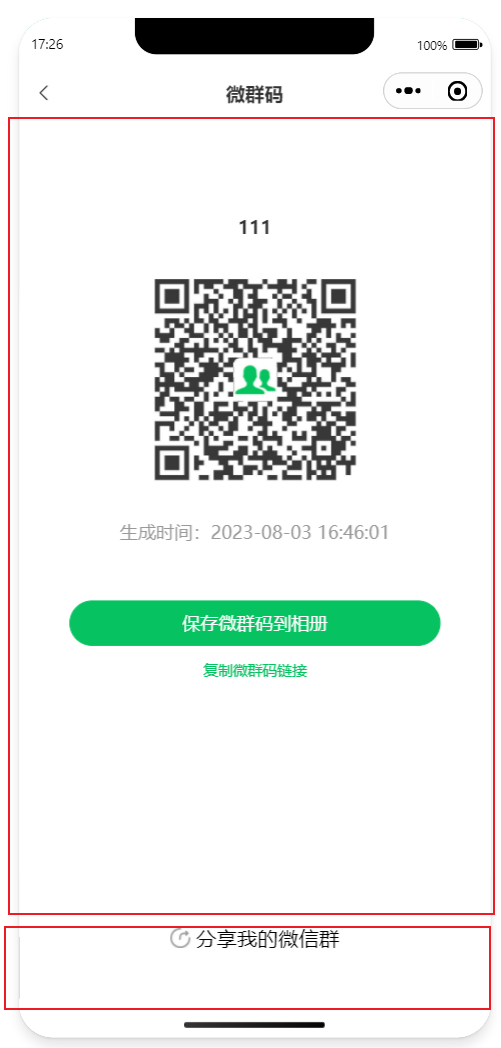 17:26
100%
微群码
111
生成时间：2023-08-03 16:46:01
保存微群码到相册
复制微群码链接
分享我的微信群